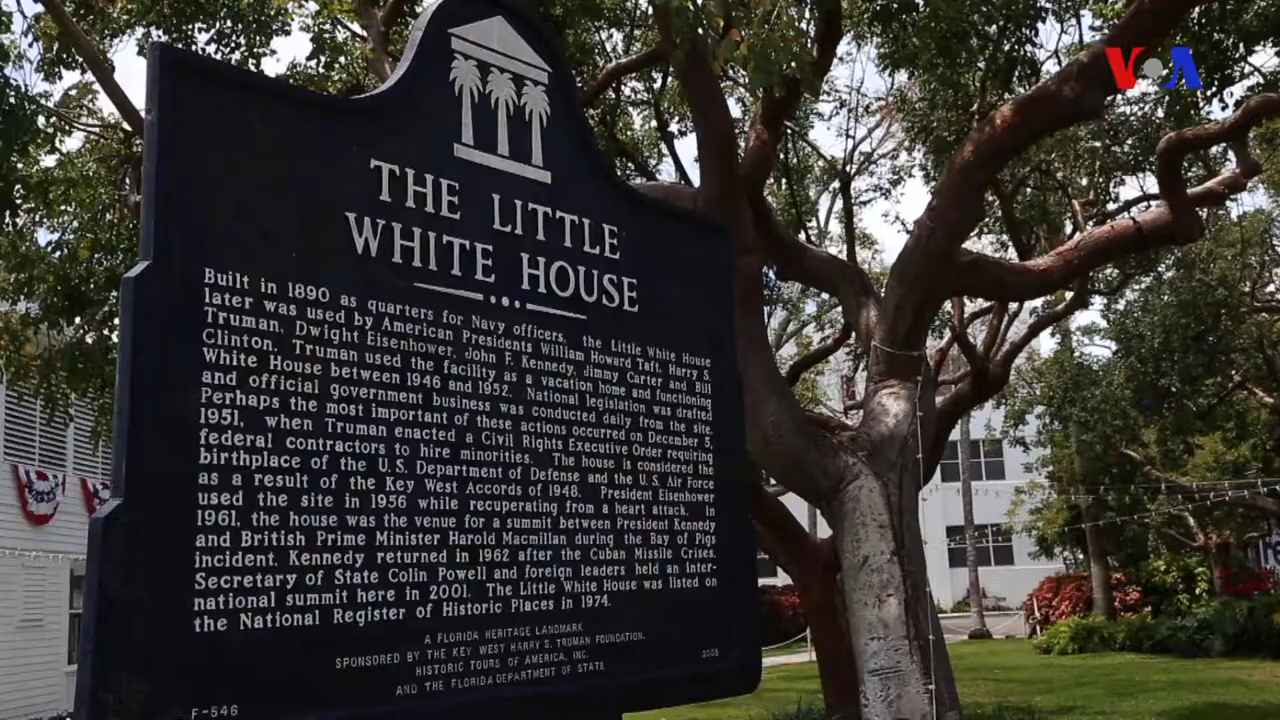 VOA
THE LITTLE
WHITE HOUSE
Built in 1890 as quarters for Navy officers, the Little White House
later was used by American Presidents William Howard Taft, Harry S.
Truman, Dwight Eisenhower, John F. Kennedy, Jimmy Carter and Bill
Clinton. Truman used the facility as a vacation home and functioning
White House between 1946 and 1952. National legislation was drafted
and official government business was conducted daily from the site.
Perhaps the most important of these actions occurred on December 5,
1951, when Truman enacted a Civil Rights Executive Order requiring
federal contractors to hire minorities. The house is considered the
birthplace of the U.S. Department of Defense and the U.S. Air Force
as a result of the Key West Accords of 1948. President Eisenhower
used the site in 1956 while recuperating from a heart attack. In
1961, the house was the venue for a summit between President Kennedy
and British Prime Minister Harold Macmillan during the Bay of Pigs
incident. Kennedy returned in 1962 after the Cuban Missile Crises.
Secretary of State Colin Powell and foreign leaders held an Inter-
national summit here in 2001. The Little White House was listed on
the National Register of Historic Places in 1974.
A FLORIDA HERITAGE LANDMARK
SPONSORED BY THE KEY WEST HARRY S. TRUMAN FOUNDATION,
HISTORIC TOURS OF AMERICA, INC.
AND THE FLORIDA DEPARTMENT OF STATE
F-546
2005